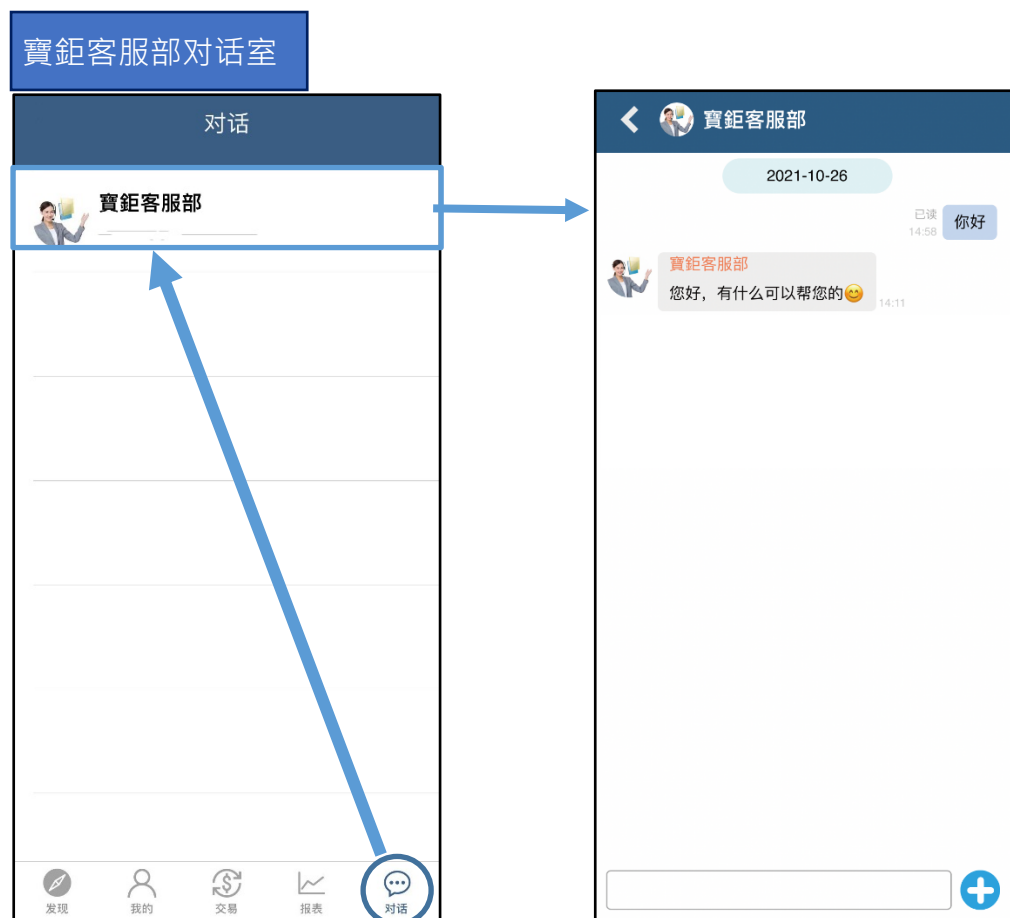 寶鉅客服部对话室
对话
寶鉅客服部
发现
我的
交易
报表
对话
寶鉅客服部
2021-10-26
已读
14:58
你好
寶鉅客服部
您好，有什么可以帮您的😊
14:11